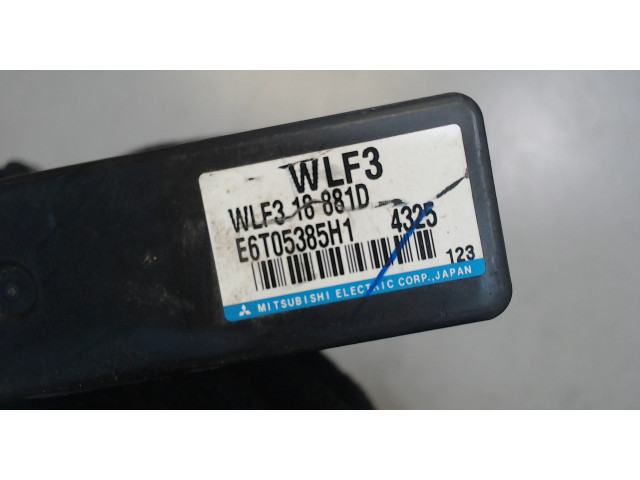 WLF3
WLF3 18 881D
E6T05385H1 4325
123
MITSUBISHI ELECTRIC CORP.,JAPAN